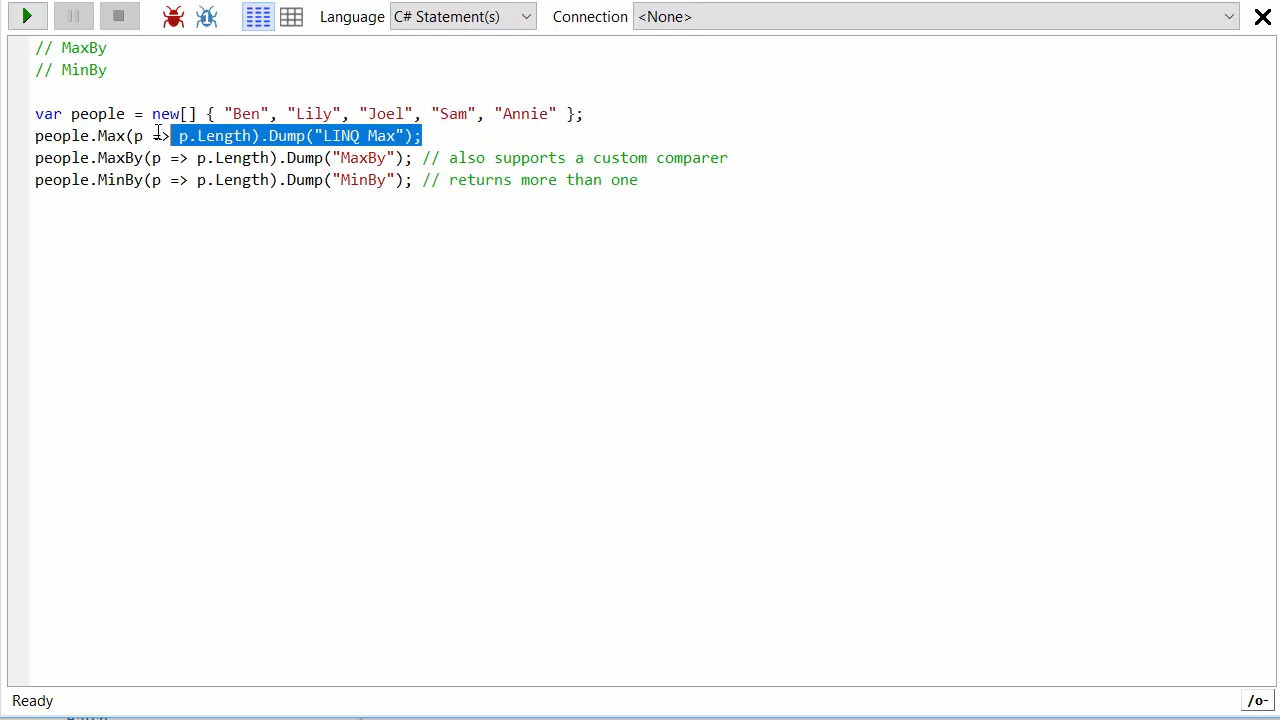 Language C# Statement(s) Connection <None>
// MaxBy
// MinBy
var people = new[] { "Ben", "Lily", "Joel", "Sam", "Annie" };
people.Max(p => p.Length).Dump("LINQ Max");
people.MaxBy(p => p.Length).Dump("MaxBy"); // also supports a custom comparer
people.MinBy(p => p.Length).Dump("MinBy"); // returns more than one
Ready /o-